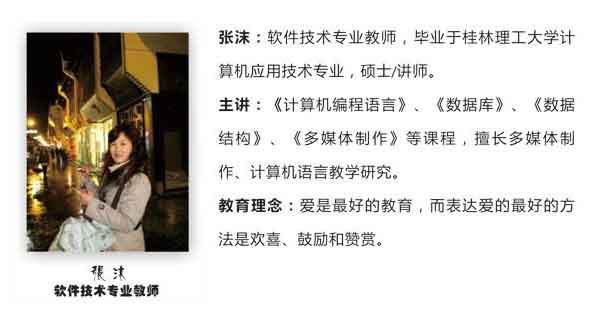 张沫：软件技术专业教师，毕业于桂林理工大学计
算机应用技术专业，硕士/讲师。
主讲：《计算机编程语言》、《数据库》、《数据
结构》、《多媒体制作》等课程，擅长多媒体制
作、计算机语言教学研究。
教育理念：爱是最好的教育，而表达爱的最好的方
法是欢喜、鼓励和赞赏。
張沫
软件技术专业教师